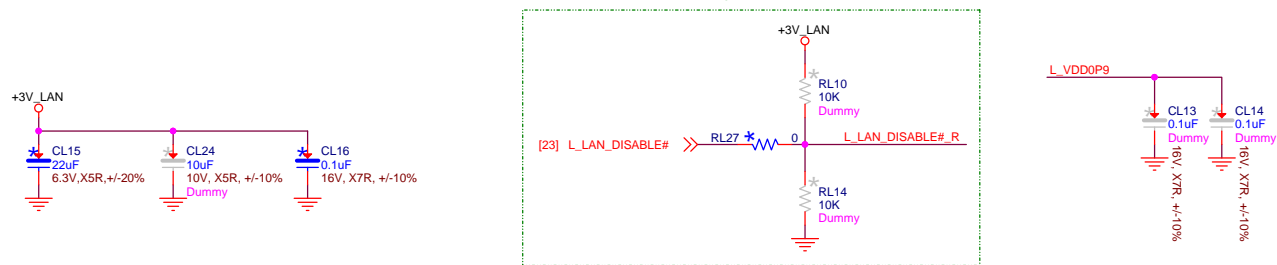 +3V_LAN
CL15
22uF
6.3V,X5R,+/-20%
CL24
10uF
10V, X5R, +/-10%
Dummy
CL16
0.1uF
16V, X7R, +/-10%
+3V_LAN
RL10
10K
Dummy
[23] L_LAN_DISABLE#
RL27
0
L_LAN_DISABLE#_R
RL14
10K
Dummy
L_VDD0P9
CL13
0.1uF
Dummy
16V, X7R, +/-10%
CL14
0.1uF
Dummy
16V, X7R, +/-10%